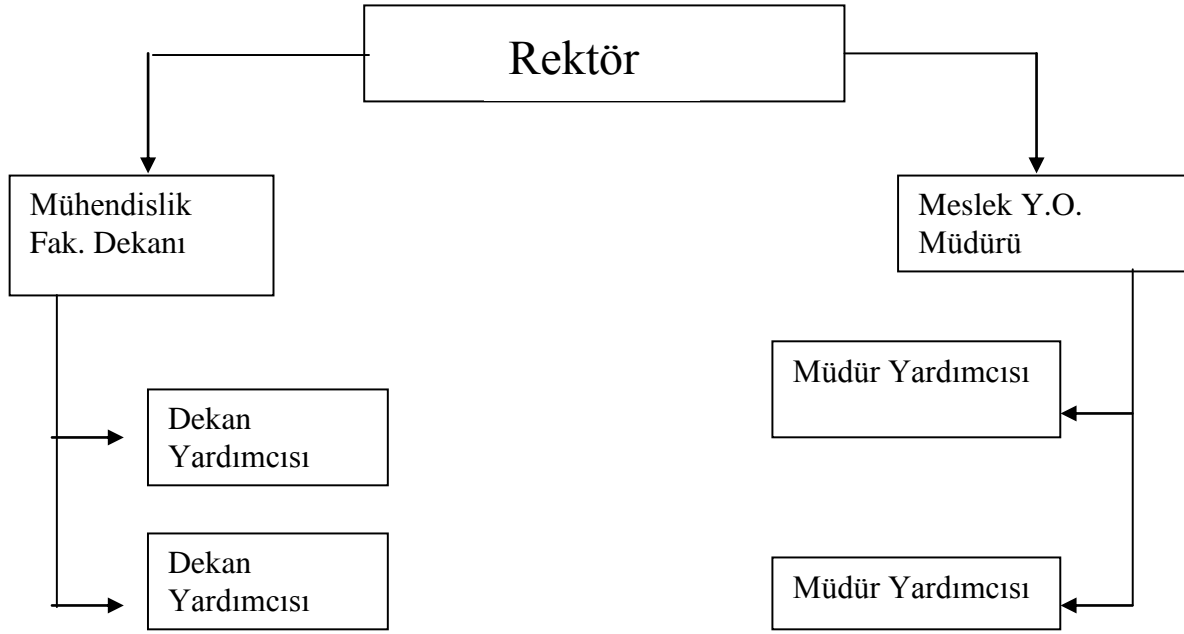 Rektör
Mühendislik
Fak. Dekanı
Meslek Y.O.
Müdürü
Müdür Yardımcısı
Dekan
Yardımcısı
Dekan
Yardımcısı
Müdür Yardımcısı